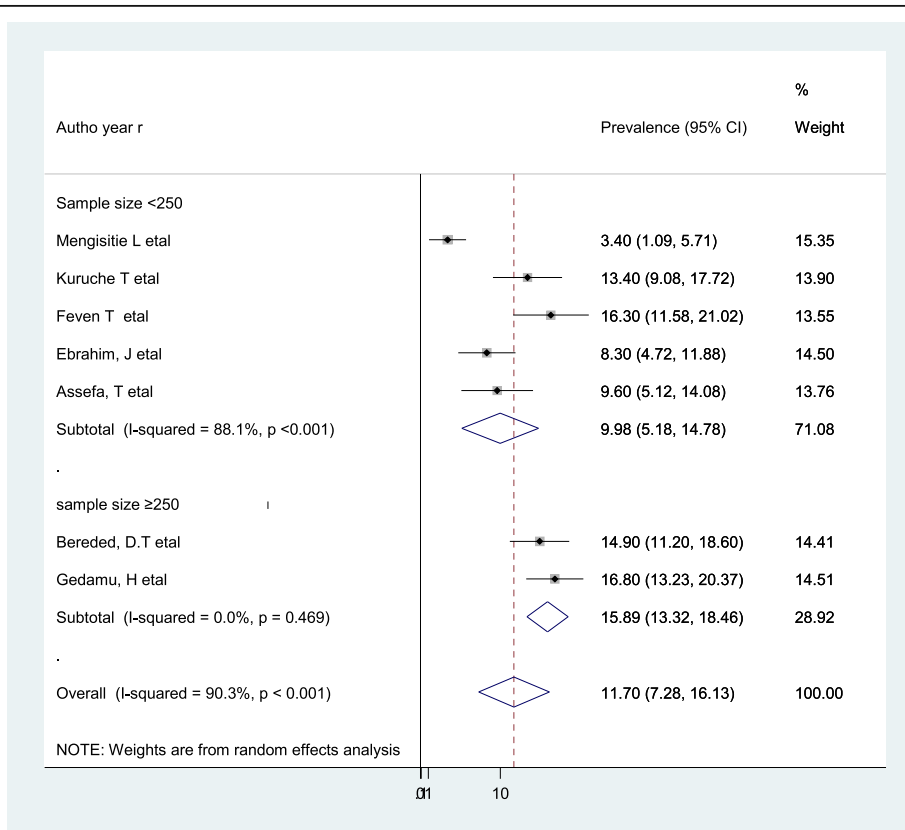 %
Autho year r Prevalence (95% CI) Weight
Sample size <250
Mengisitie L etal 3.40 (1.09, 5.71) 15.35
Kuruche T etal 13.40 (9.08, 17.72) 13.90
Feven T etal 16.30 (11.58, 21.02) 13.55
Ebrahim, J etal 8.30 (4.72, 11.88) 14.50
Assefa, T etal 9.60 (5.12, 14.08) 13.76
Subtotal (I-squared = 88.1%, p <0.001) 9.98 (5.18, 14.78) 71.08
.
sample size ≥250
Bereded, D.T etal 14.90 (11.20, 18.60) 14.41
Gedamu, H etal 16.80 (13.23, 20.37) 14.51
Subtotal (I-squared = 0.0%, p = 0.469) 15.89 (13.32, 18.46) 28.92
.
Overall (I-squared = 90.3%, p < 0.001) 11.70 (7.28, 16.13) 100.00
NOTE: Weights are from random effects analysis
10